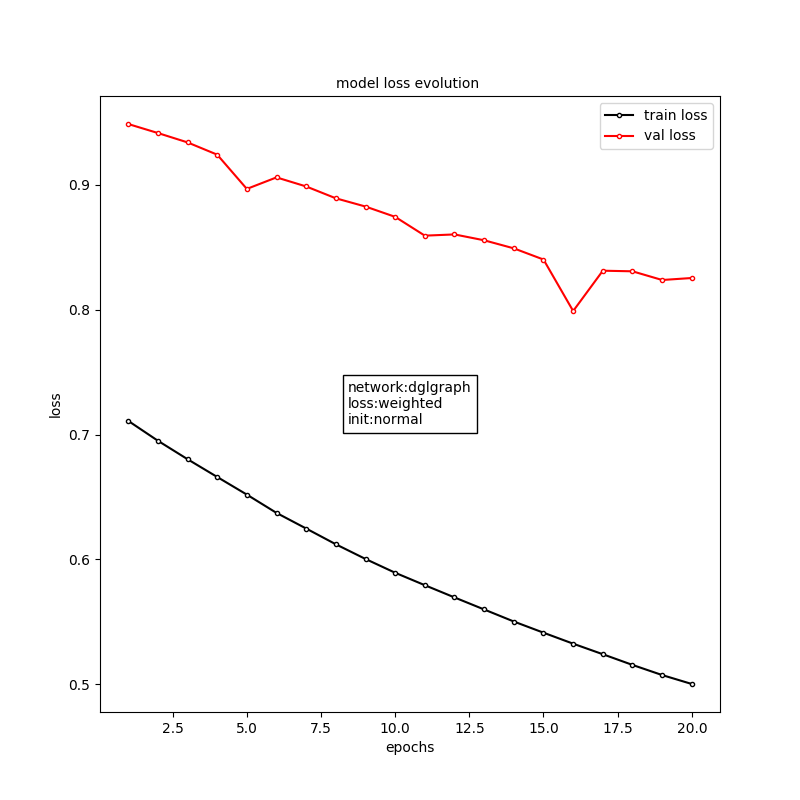 model loss evolution
train loss
val loss
0.9
0.8
0.7
0.6
0.5
loss
network:dglgraph
loss:weighted
init:normal
2.5 5.0 7.5 10.0 12.5 15.0 17.5 20.0
epochs